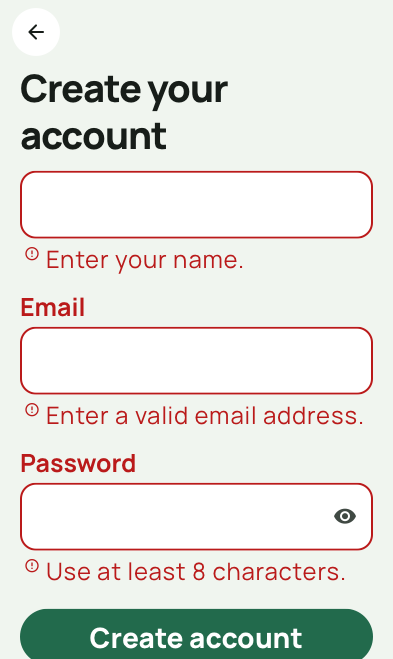 Create your
account
Enter your name.
Email
Enter a valid email address.
Password
Use at least 8 characters.
Create account